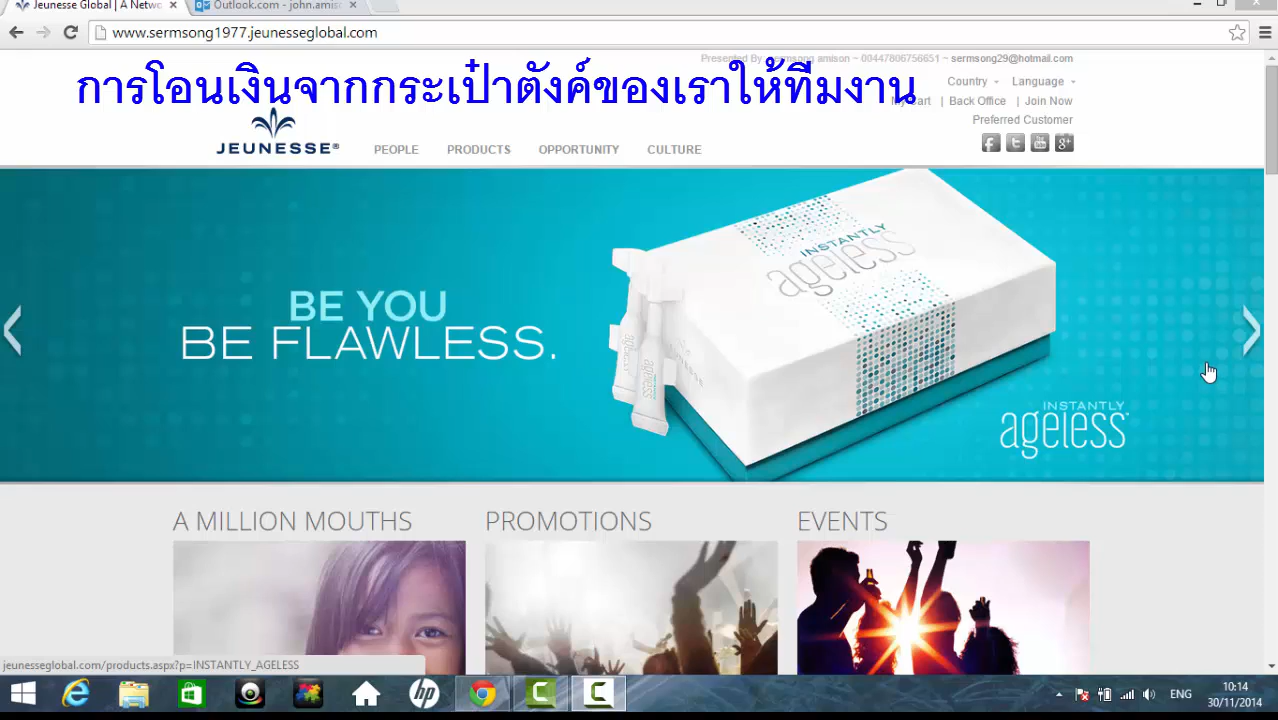 Jeunesse Global | A Netwo
Outlook.com - john.amiso
www.sermsong1977.jeunesseglobal.com
amison ~ 00447806756651 ~ sermsong29@hotmail.com
การโอนเงินจากกระเป๋าตังค์ของเราให้ทีมงาน
Country Language
My Cart | Back Office | Join Now
Preferred Customer
JEUNESSE®
PEOPLE PRODUCTS OPPORTUNITY CULTURE
INSTANTLY
ageless
BE YOU
BE FLAWLESS.
INSTANTLY
ageless
A MILLION MOUTHS PROMOTIONS EVENTS
jeunesseglobal.com/products.aspx?p=INSTANTLY_AGELESS
hp
ENG
10:14
30/11/2014